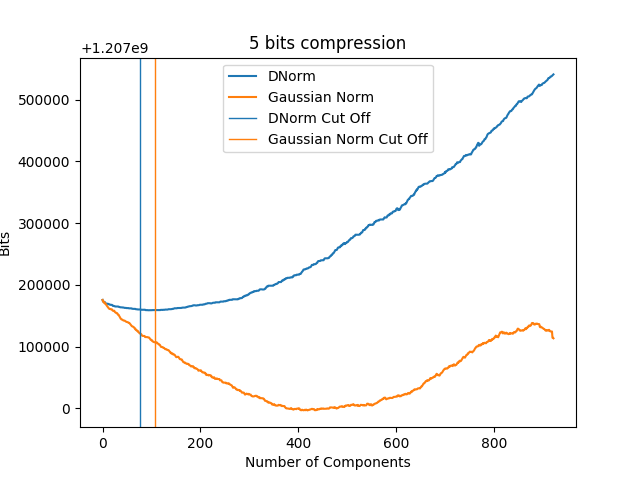 5 bits compression
+1.207e9
DNorm
Gaussian Norm
DNorm Cut Off
Gaussian Norm Cut Off
500000
400000
300000
200000
100000
0
Bits
0 200 400 600 800
Number of Components